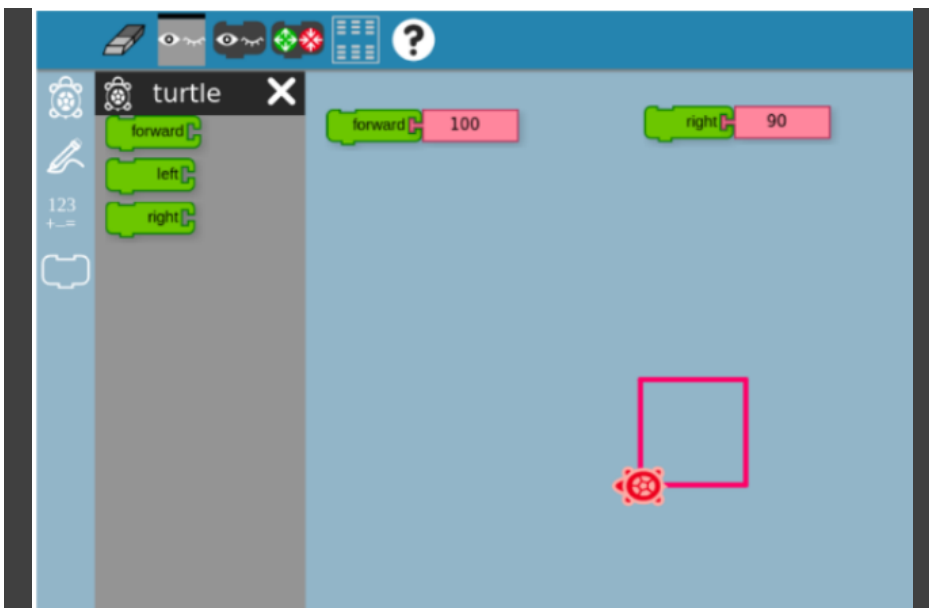 ?
turtle
forward
left
right
123
+-=
forward 100
right 90